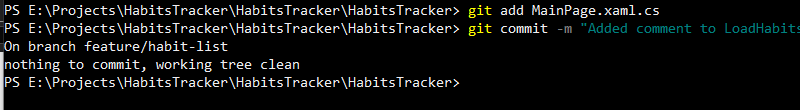 PS E:\Projects\HabitsTracker\HabitsTracker\HabitsTracker> git add MainPage.xaml.cs
PS E:\Projects\HabitsTracker\HabitsTracker\HabitsTracker> git commit -m "Added comment to LoadHabits
On branch feature/habit-list
nothing to commit, working tree clean
PS E:\Projects\HabitsTracker\HabitsTracker\HabitsTracker>